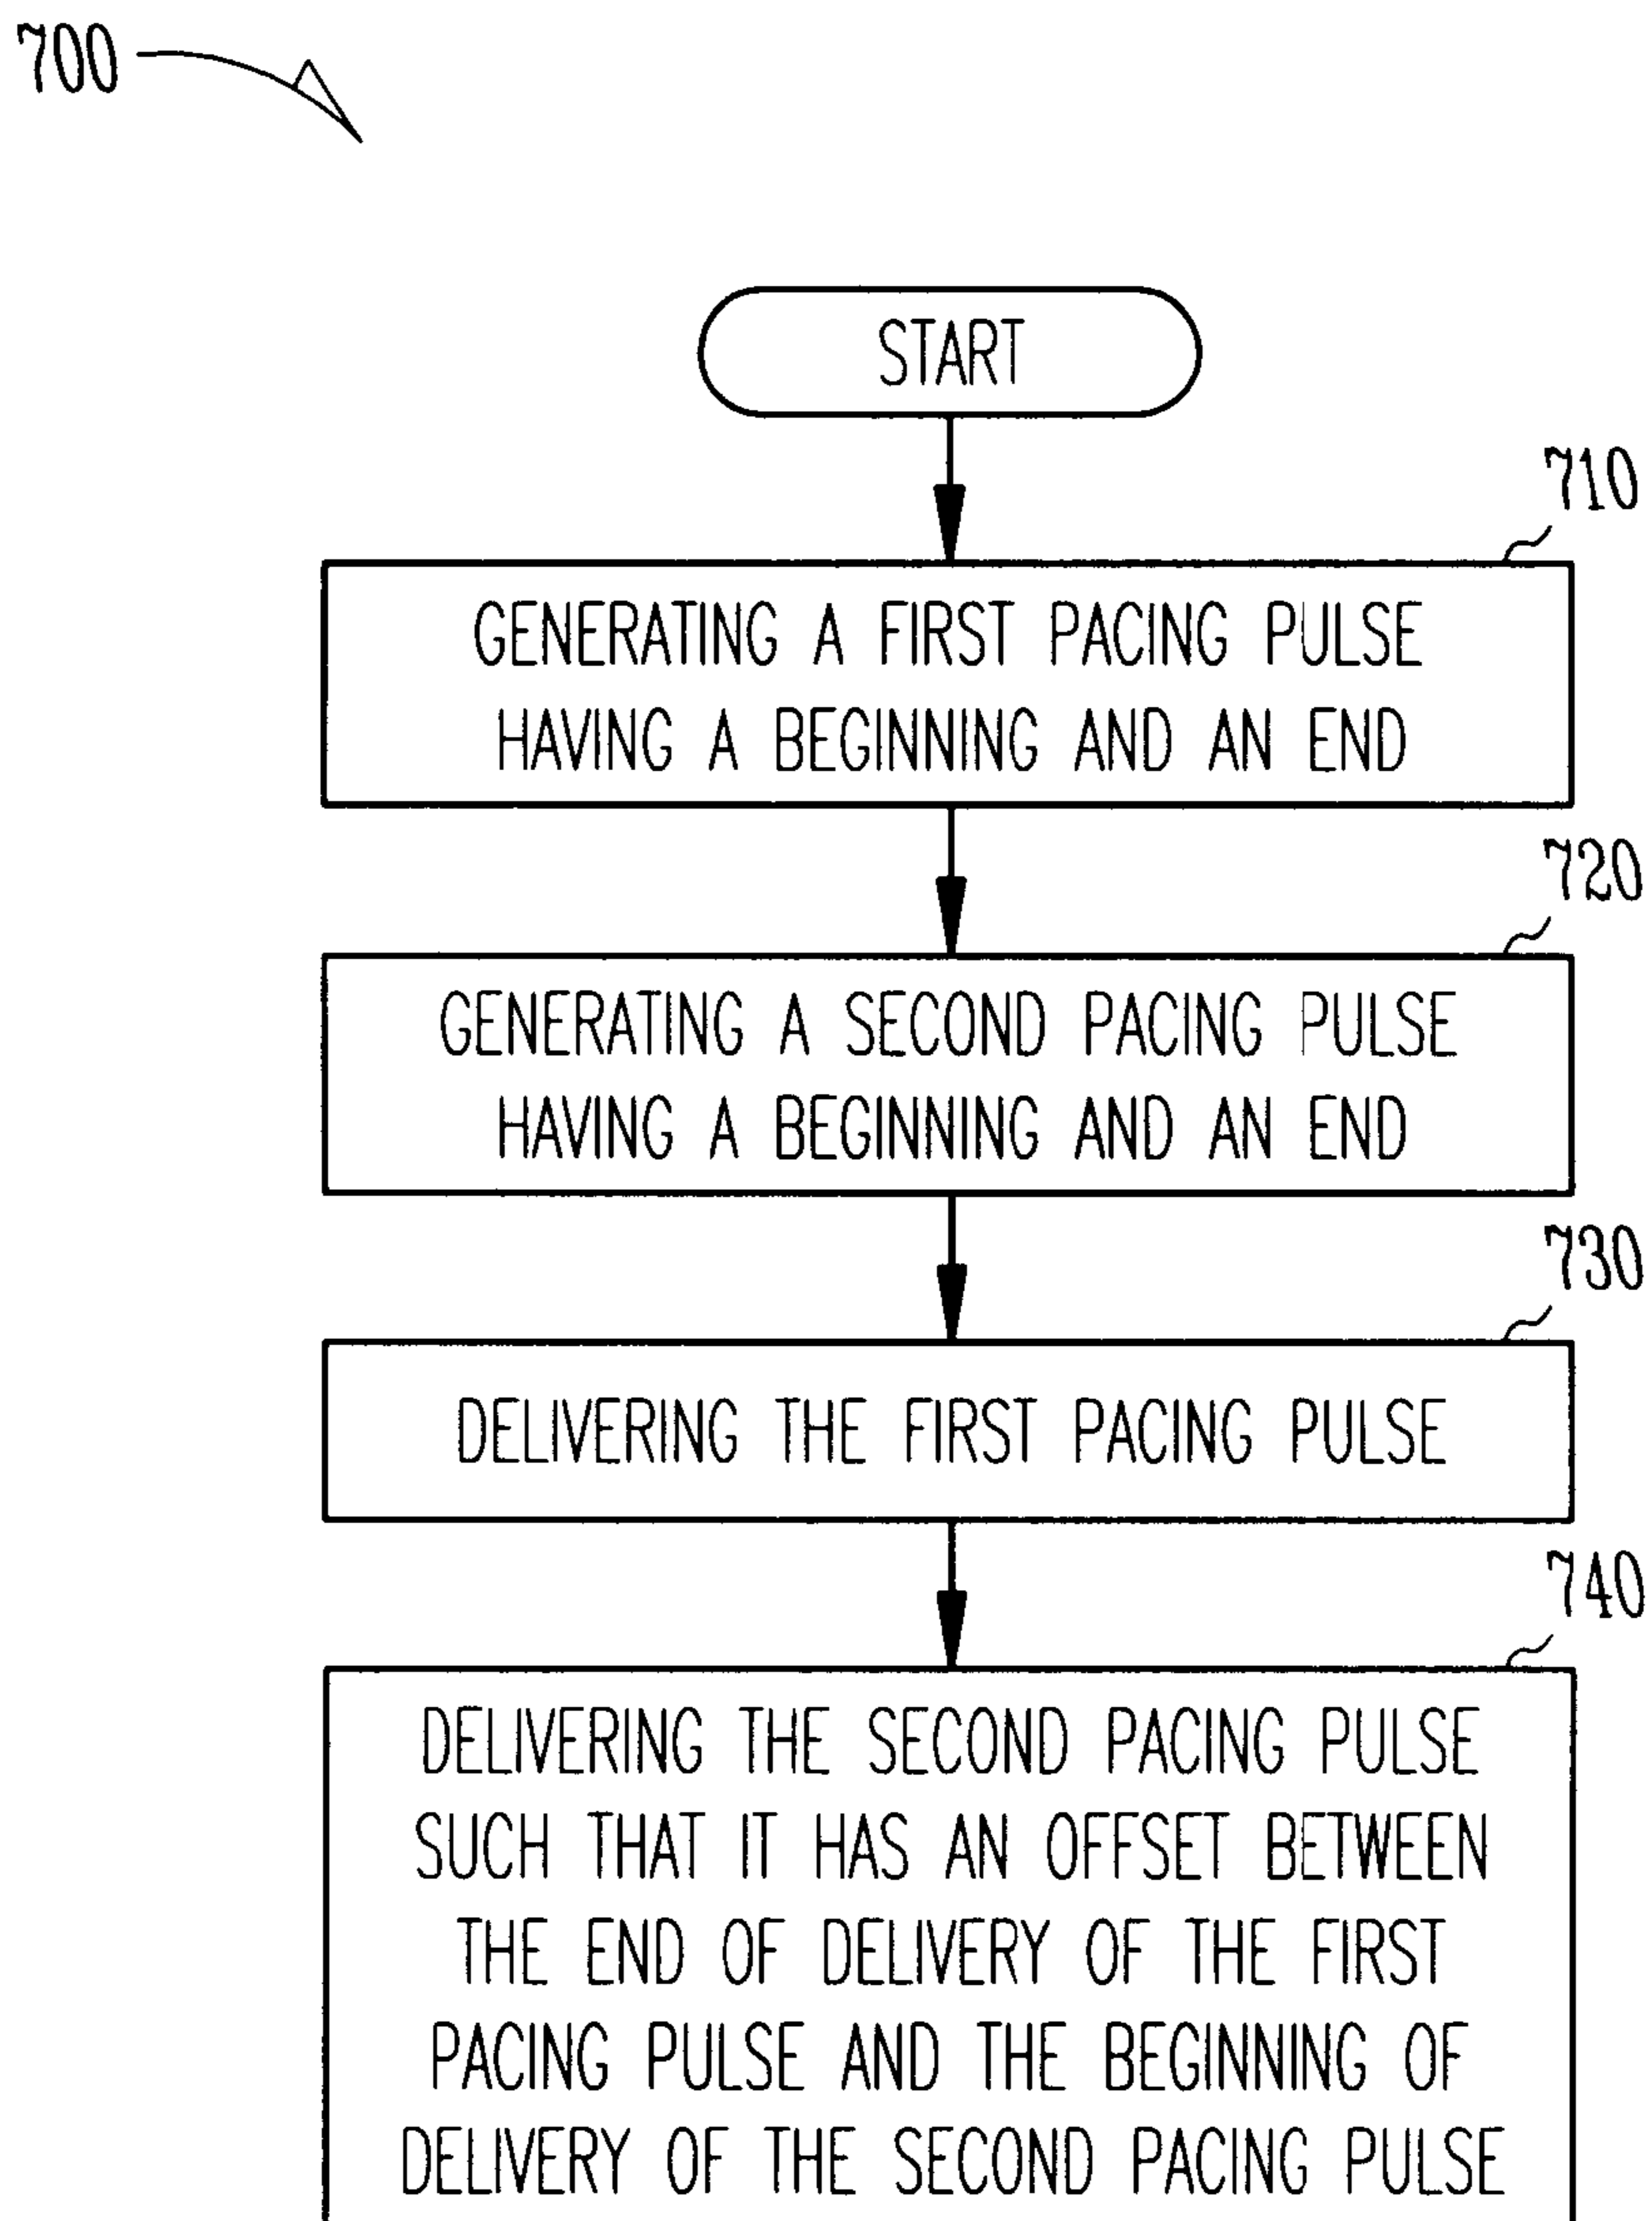 700
START
710
GENERATING A FIRST PACING PULSE
HAVING A BEGINNING AND AN END
720
GENERATING A SECOND PACING PULSE
HAVING A BEGINNING AND AN END
730
DELIVERING THE FIRST PACING PULSE
740
DELIVERING THE SECOND PACING PULSE
SUCH THAT IT HAS AN OFFSET BETWEEN
THE END OF DELIVERY OF THE FIRST
PACING PULSE AND THE BEGINNING OF
DELIVERY OF THE SECOND PACING PULSE